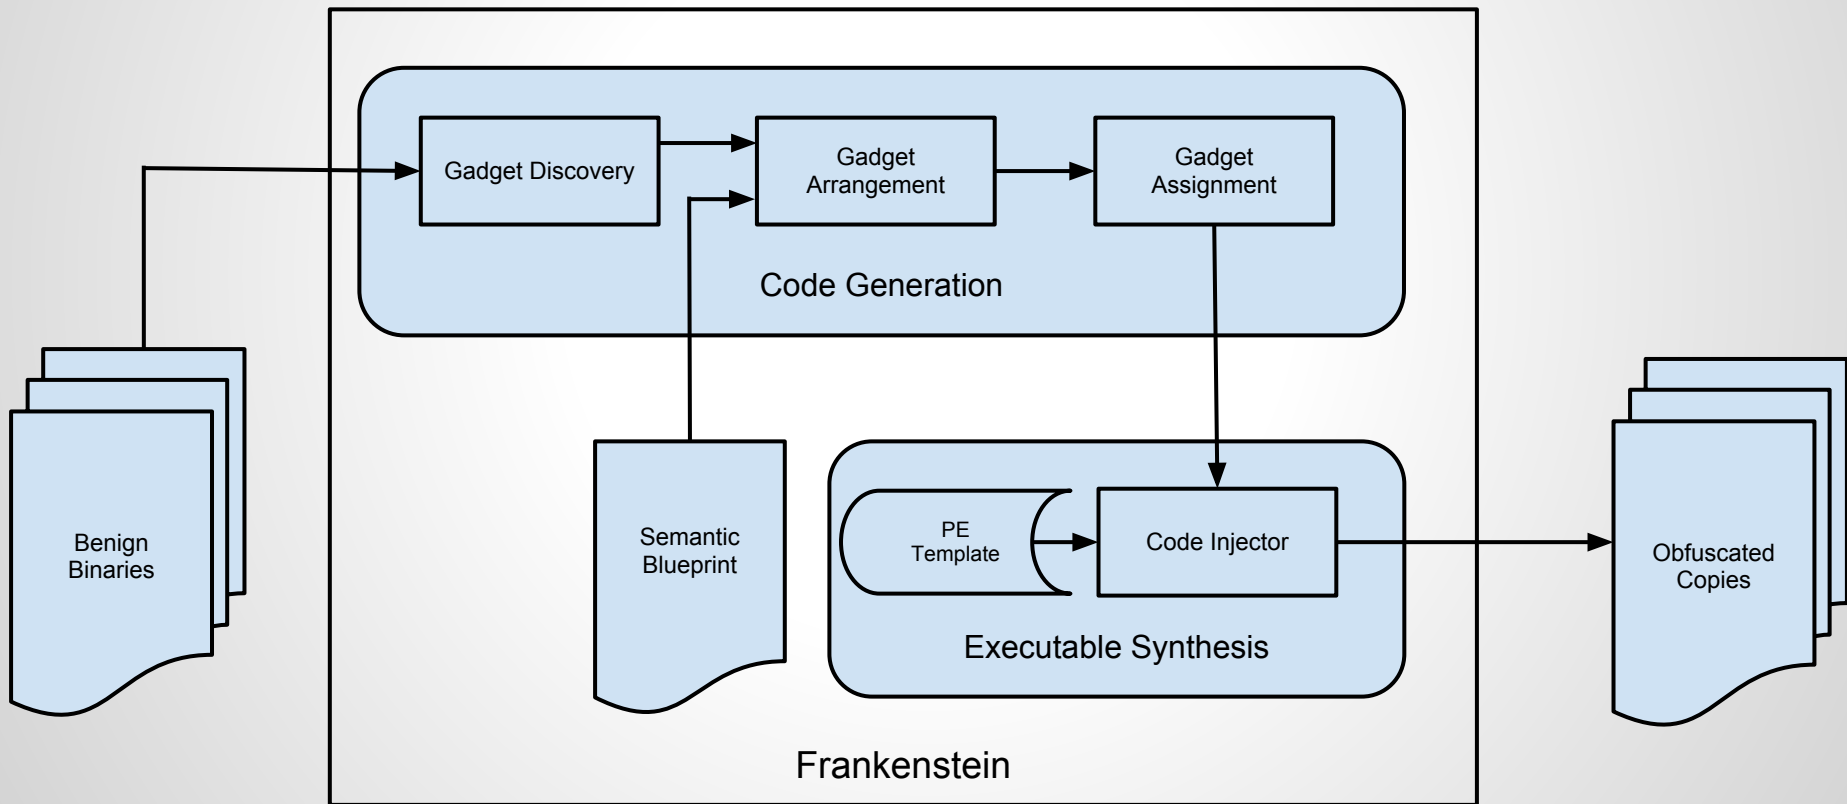 Gadget Discovery
Gadget
Arrangement
Gadget
Assignment
Code Generation
Benign
Binaries
Semantic
Blueprint
PE
Template
Code Injector
Executable Synthesis
Obfuscated
Copies
Frankenstein